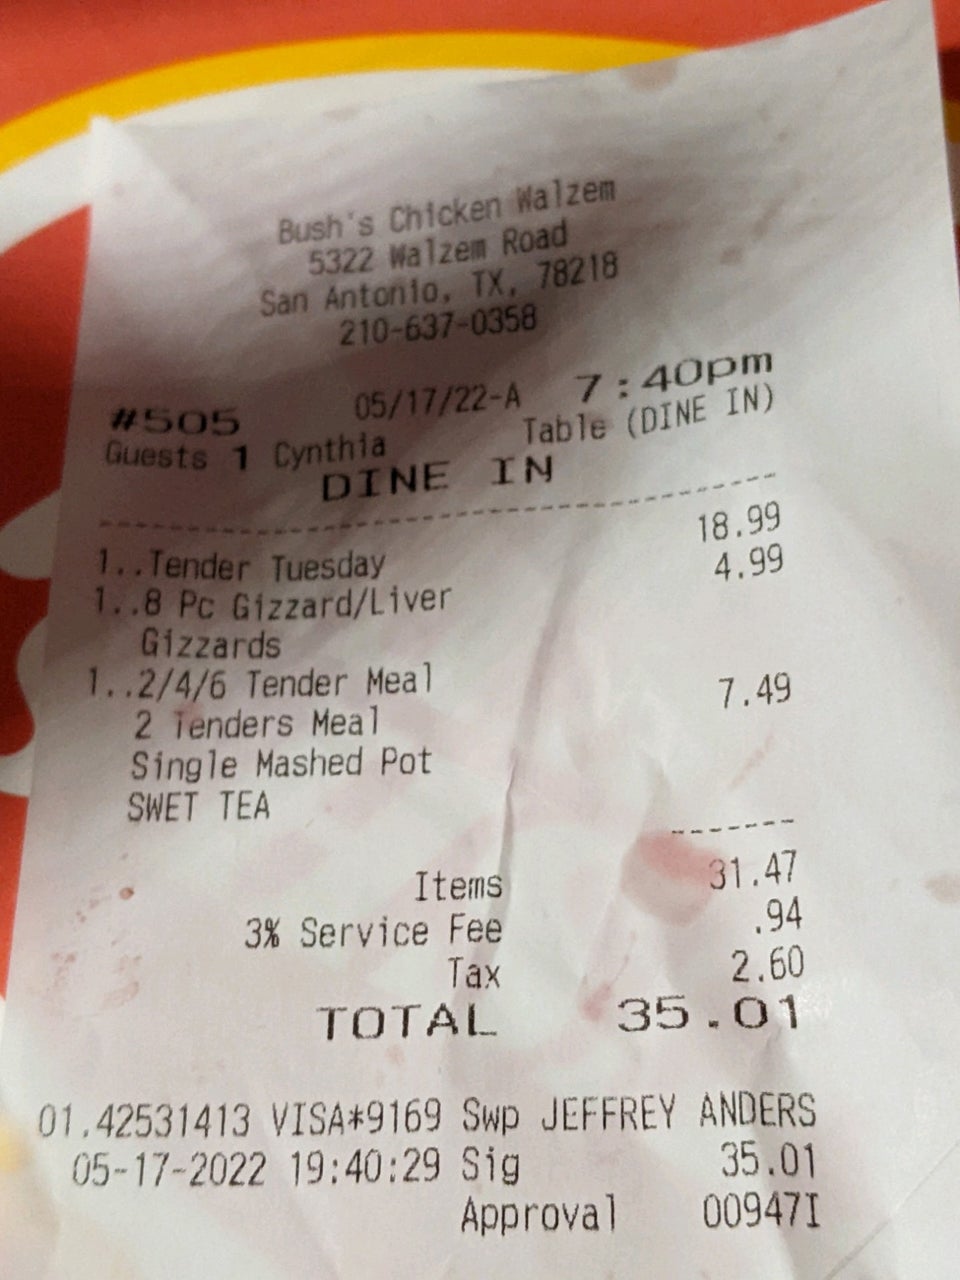 Bush's Chicken Walzem
5322 Walzem Road
San Antonio, TX, 78218
210-637-0358
#505 05/17/22-A 7:40pm
Guests 1 Cynthia Table (DINE IN)
DINE IN
1..Tender Tuesday 18.99
1..8 Pc Gizzard/Liver 4.99
Gizzards
1..2/4/6 Tender Meal 7.49
2 Tenders Meal
Single Mashed Pot
SWET TEA
Items 31.47
3% Service Fee .94
Tax 2.60
TOTAL 35.01
01.42531413 VISA*9169 Swp JEFFREY ANDERS
05-17-2022 19:40:29 Sig 35.01
Approval 00947I